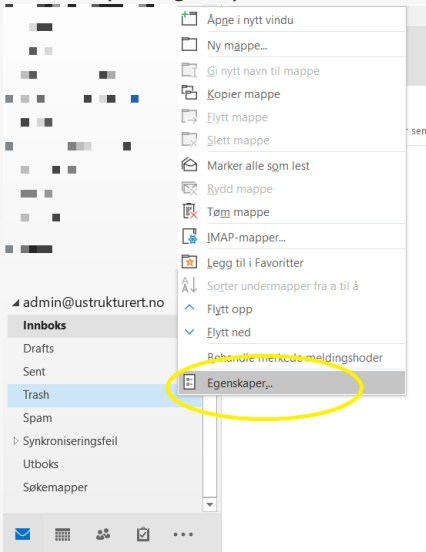 Åpne i nytt vindu
Ny mappe...
Gi nytt navn til mappe
Kopier mappe
Flytt mappe
Slett mappe
Marker alle som lest
Rydd mappe
Tøm mappe
IMAP-mapper...
Legg til i Favoritter
Sorter undermapper fra a til å
Flytt opp
Flytt ned
Behandle merkede meldingshoder
Egenskaper...
admin@ustrukturert.no
Innboks
Drafts
Sent
Trash
Spam
Synkroniseringsfeil
Utboks
Søkemapper